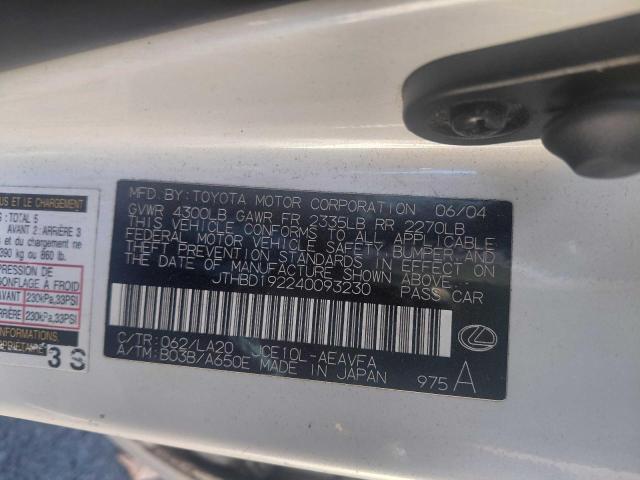 MFD. BY: TOYOTA MOTOR CORPORATION 06/04
GVWR 4300LB GAWR FR 2335LB RR 2270LB
THIS VEHICLE CONFORMS TO ALL APPLICABLE
FEDERAL MOTOR VEHICLE SAFETY, BUMPER, AND
THEFT PREVENTION STANDARDS IN EFFECT ON
THE DATE OF MANUFACTURE SHOWN ABOVE.
JTHBD192240093230 PASS CAR
C/TR: 062/LA20 JCE10L-AEAVFA
A/TM: B03B/A650E MADE IN JAPAN
975 A
LE CHARGEMENT
: TOTAL 5
AVANT 2 : ARRIÈRE 3
et du chargement ne
390 kg ou 860 lb.
PRESSION DE
GONFLAGE À FROID
AVANT 230kPa, 33PSI
ARRIÈRE 230kPa, 33PSI
INFORMATIONS
3S